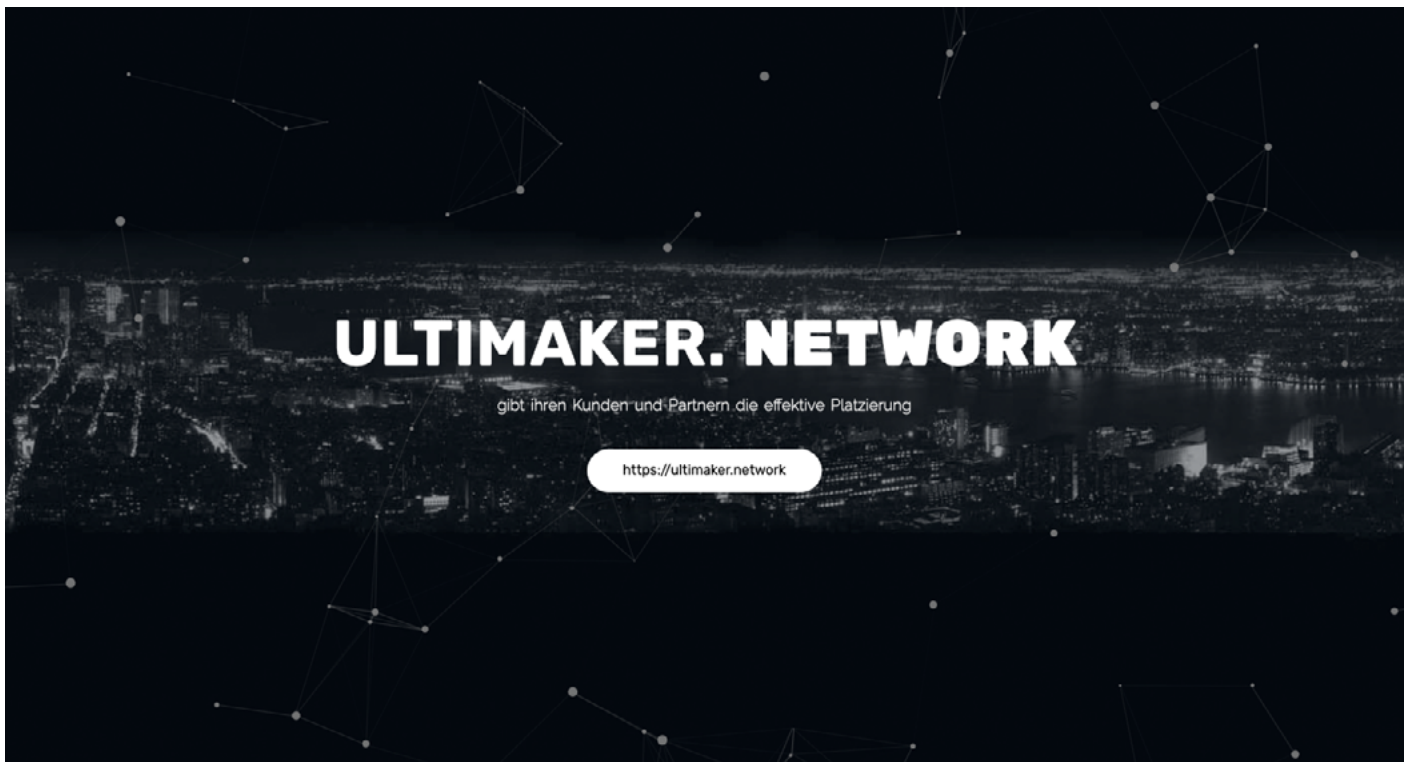 ULTIMAKER. NETWORK
gibt ihren Kunden und Partnern die effektive Platzierung
https://ultimaker.network